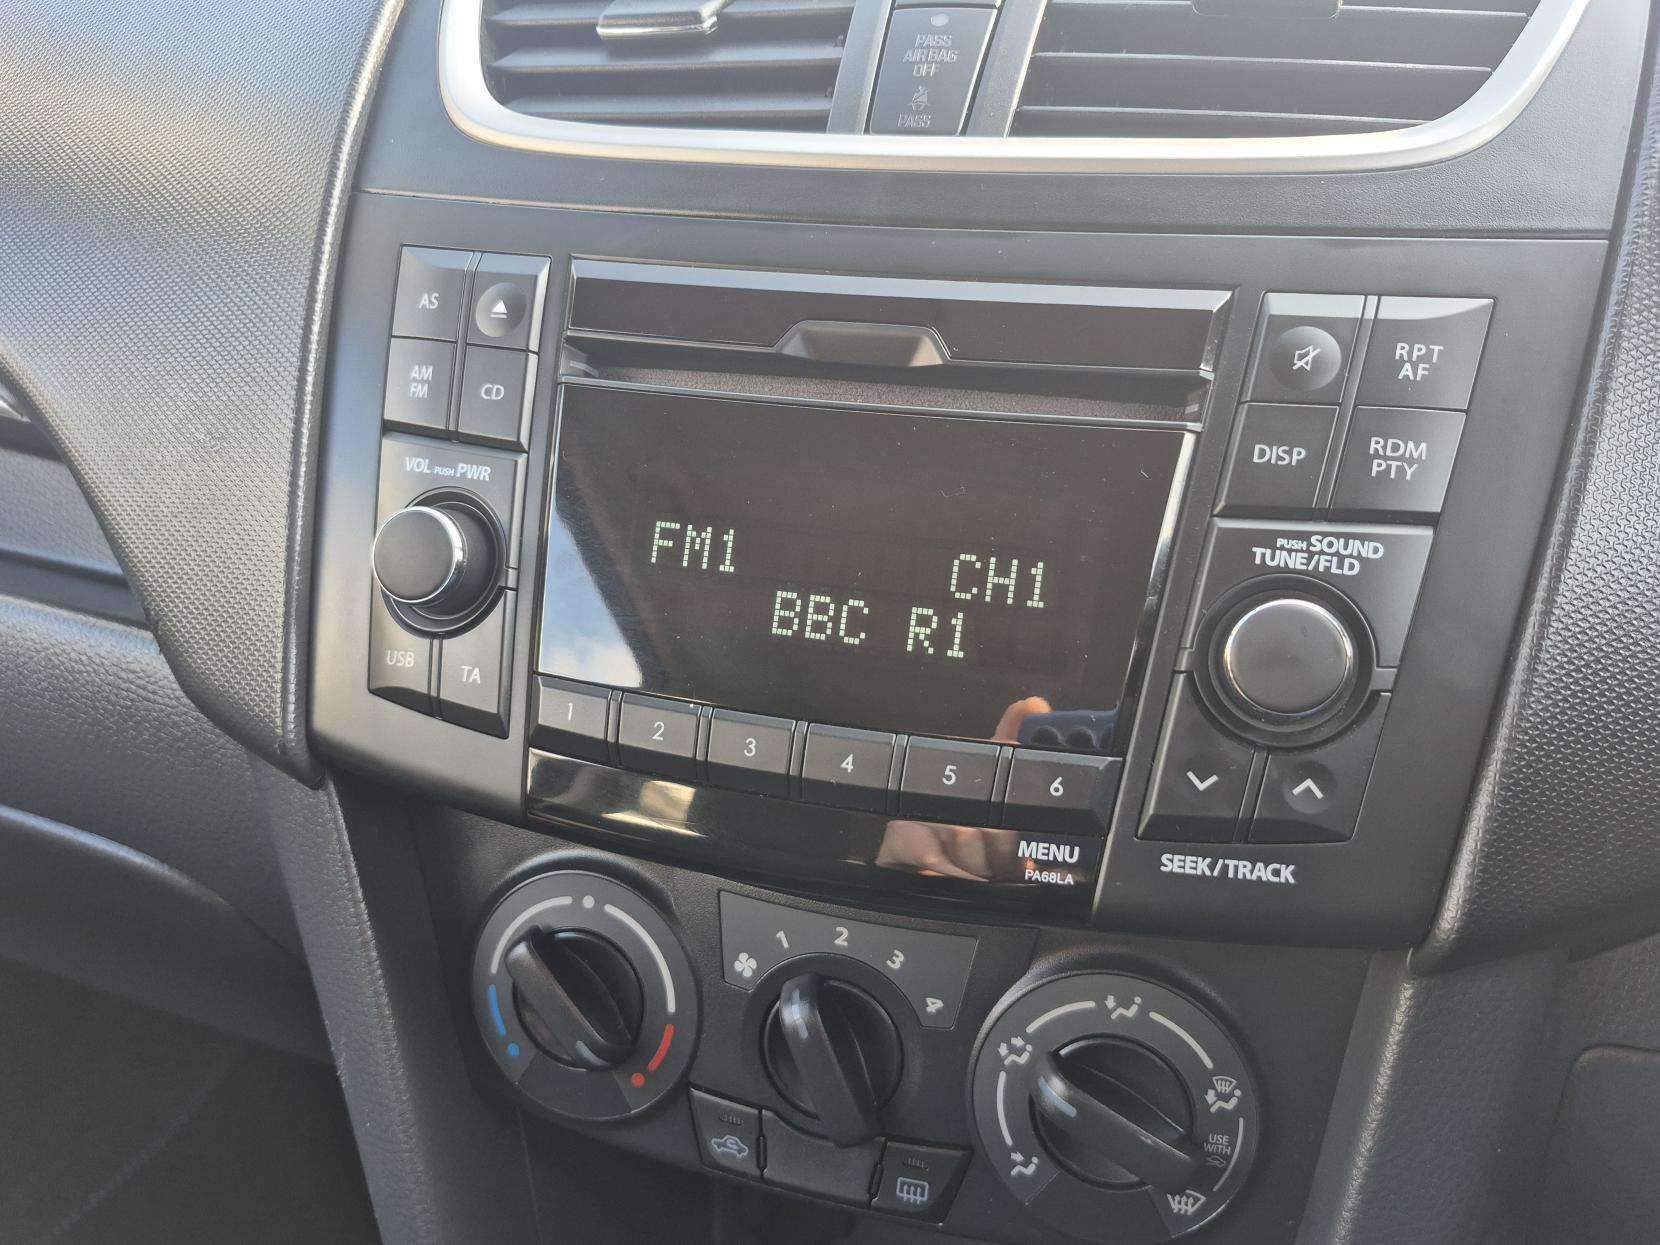 PASS
AIR BAG
OFF
PASS
AS
AM
FM
CD
VOL PUSH PWR
USB
TA
FM1
CH1
BBC R1
1
2
3
4
5
6
MENU
PA68LA
RPT
AF
DISP
RDM
PTY
PUSH SOUND
TUNE/FLD
SEEK/TRACK
1
2
3
4
USE
WITH